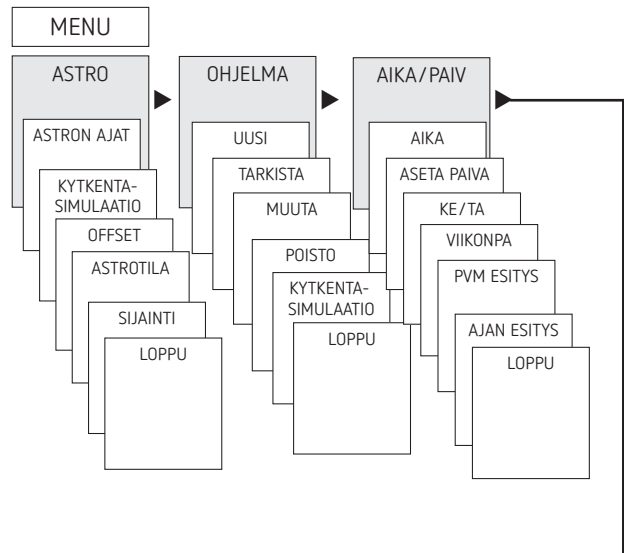 MENU
ASTRO
ASTRON AJAT
KYTKENTA-
SIMULAATIO
OFFSET
ASTROTILA
SIJAINTI
LOPPU
OHJELMA
UUSI
TARKISTA
MUUTA
POISTO
KYTKENTA-
SIMULAATIO
LOPPU
AIKA/PAIV
AIKA
ASETA PAIVA
KE/TA
VIIKONPA
PVM ESITYS
AJAN ESITYS
LOPPU